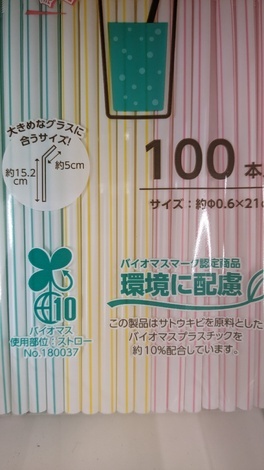 大きめなグラスに
合うサイズ!
約5cm
約15.2
cm
100本
サイズ:約Φ0.6×21c
10
バイオマス
使用部位:ストロー
No.180037
バイオマスマーク認定商品
環境に配慮
この製品はサトウキビを原料とした
バイオマスプラスチックを
約10%配合しています。